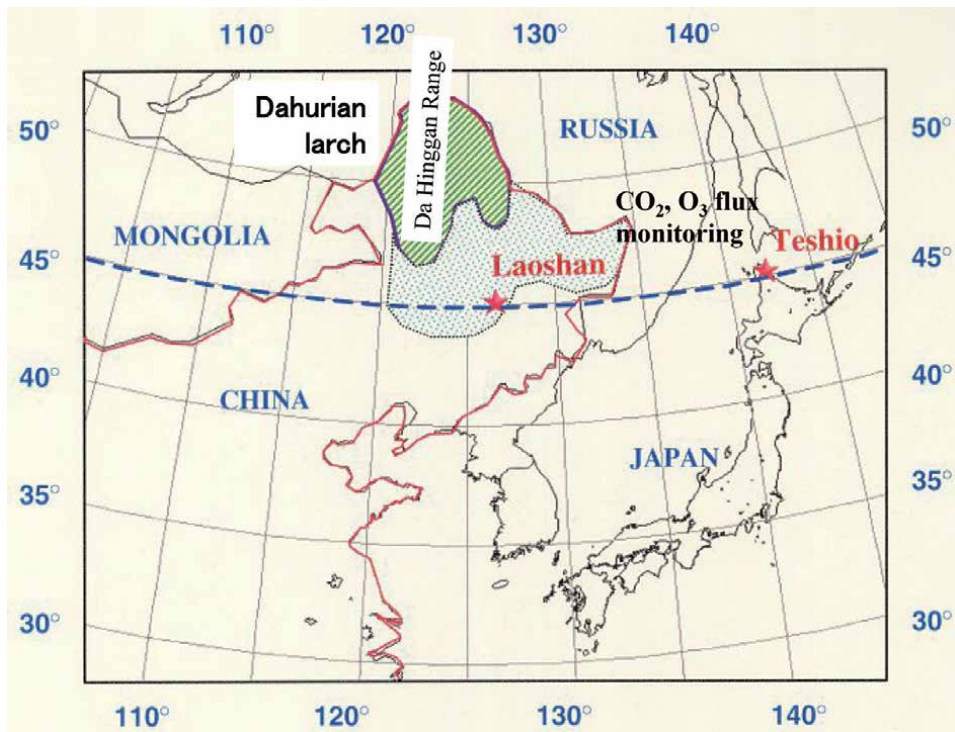 110°
120°
130°
140°
50°
50°
Dahurian
larch
Da Hinggan Range
RUSSIA
CO₂, O₃ flux
monitoring
MONGOLIA
Laoshan
Teshio
45°
45°
40°
40°
CHINA
JAPAN
35°
35°
30°
30°
110°
120°
130°
140°